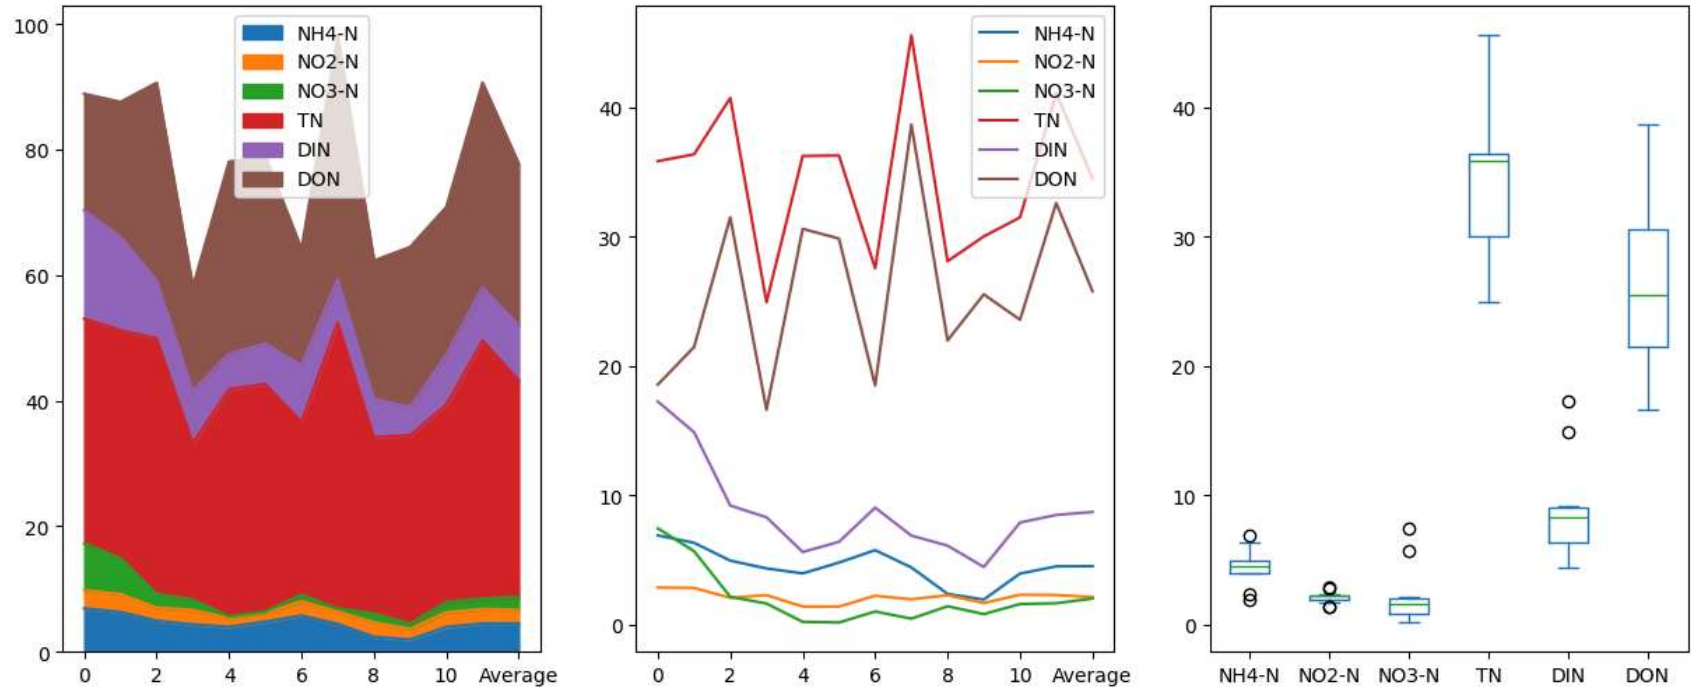 100
80
60
40
20
0
NH4-N
NO2-N
NO3-N
TN
DIN
DON
0 2 4 6 8 10 Average
40
30
20
10
0
NH4-N
NO2-N
NO3-N
TN
DIN
DON
0 2 4 6 8 10 Average
40
30
20
10
0
NH4-N NO2-N NO3-N TN DIN DON